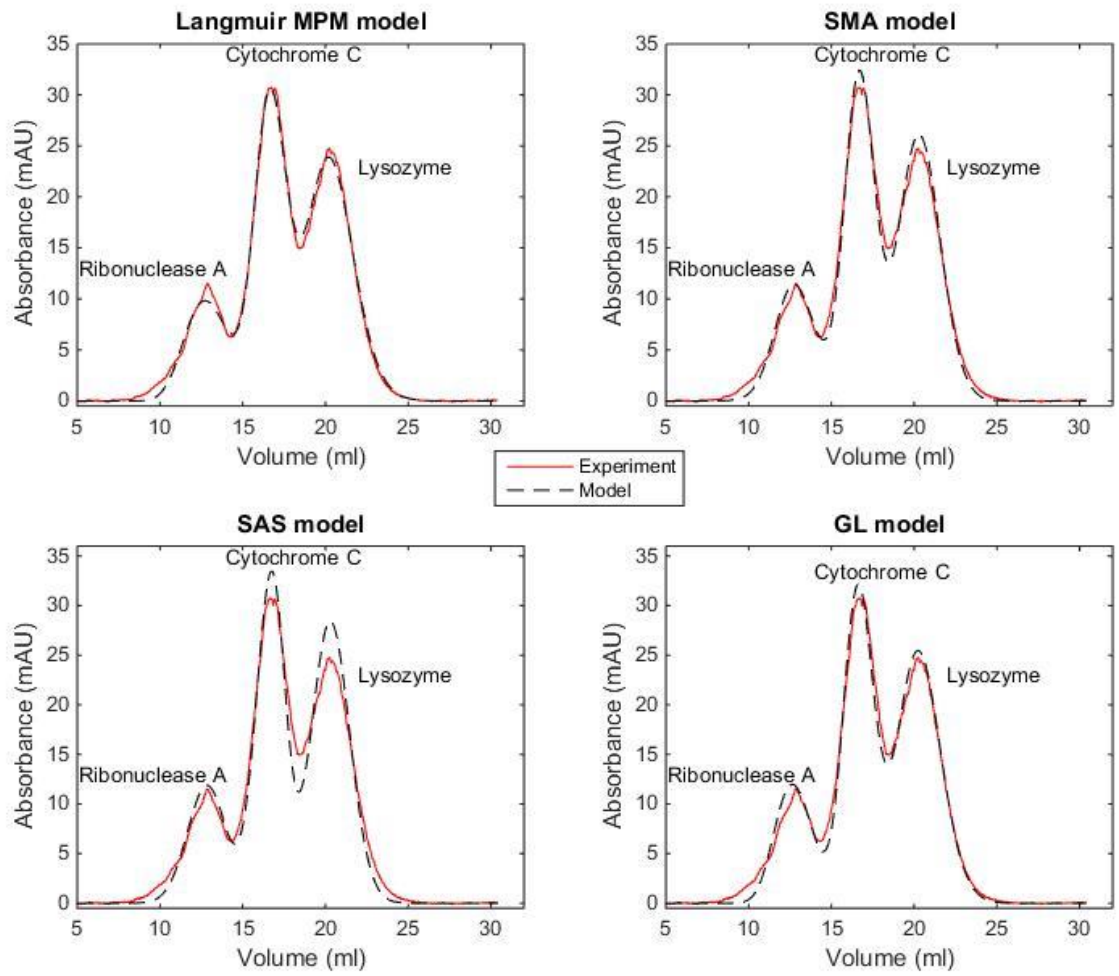 Langmuir MPM model
Cytochrome C
Ribonuclease A
Lysozyme
Absorbance (mAU)
35
30
25
20
15
10
5
0
5 10 15 20 25 30
Volume (ml)
SMA model
Cytochrome C
Ribonuclease A
Lysozyme
Absorbance (mAU)
35
30
25
20
15
10
5
0
5 10 15 20 25 30
Volume (ml)
Experiment
Model
SAS model
Cytochrome C
Ribonuclease A
Lysozyme
Absorbance (mAU)
35
30
25
20
15
10
5
0
5 10 15 20 25 30
Volume (ml)
GL model
Cytochrome C
Ribonuclease A
Lysozyme
Absorbance (mAU)
35
30
25
20
15
10
5
0
5 10 15 20 25 30
Volume (ml)